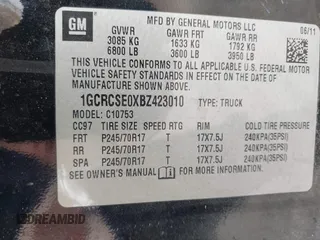 GM
MFD BY GENERAL MOTORS LLC
06/11
GVWR GAWR FRT GAWR RR
3085 KG 1633 KG 1792 KG
6800 LB 3600 LB 3950 LB
THIS VEHICLE CONFORMS TO ALL APPLICABLE U.S. FEDERAL
MOTOR VEHICLE SAFETY STANDARDS IN EFFECT ON THE DATE OF
MANUFACTURE SHOWN ABOVE.
1GCRCSE0XBZ423010 TYPE: TRUCK
MODEL: C10753
CC97 TIRE SIZE SPEED RTG RIM COLD TIRE PRESSURE
FRT P245/70R17 T 17X7.5J 240KPA(35PSI)
RR P245/70R17 T 17X7.5J 240KPA(35PSI)
SPA P245/70R17 T 17X7.5J 240KPA(35PSI)
SEE OWNER'S MANUAL FOR
DREAMBID